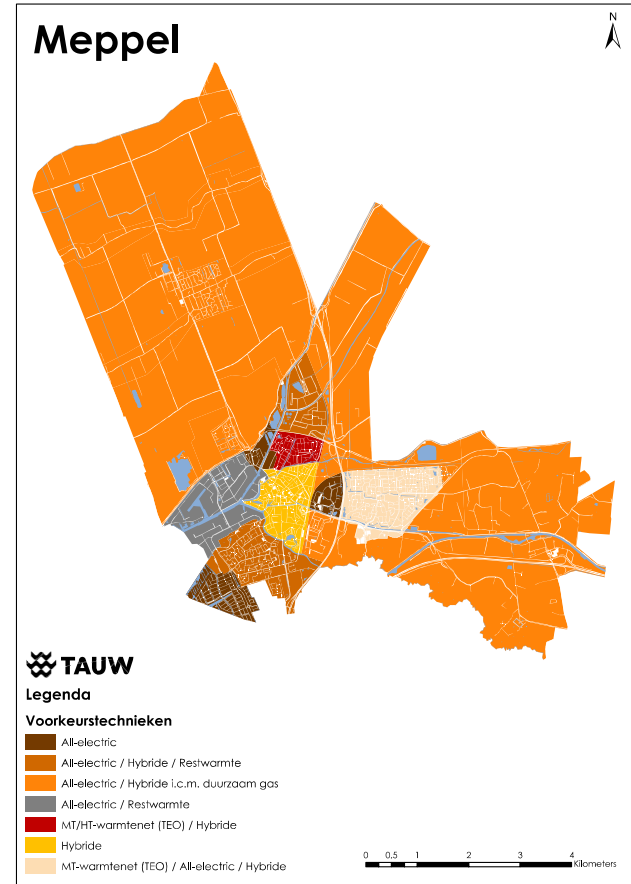 Meppel
N
TAUW
Legenda
Voorkeurstechnieken
All-electric
All-electric / Hybride / Restwarmte
All-electric / Hybride i.c.m. duurzaam gas
All-electric / Restwarmte
MT/HT-warmtenet (TEO) / Hybride
Hybride
MT-warmtenet (TEO) / All-electric / Hybride
0 0,5 1 2 3 4 Kilometers